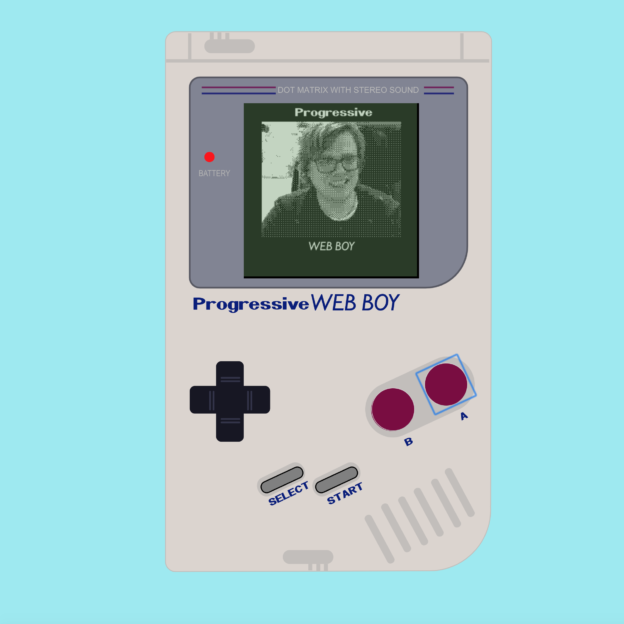 DOT MATRIX WITH STEREO SOUND
Progressive
BATTERY
WEB BOY
Progressive WEB BOY
B
A
SELECT
START